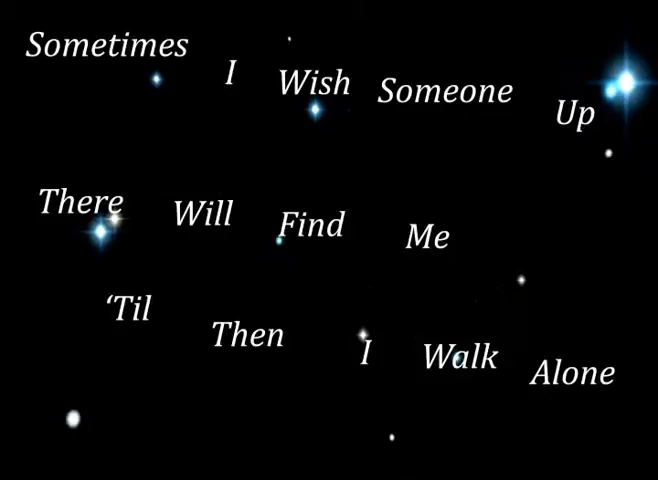 Sometimes I Wish Someone Up
There Will Find Me
‘Til Then I Walk Alone